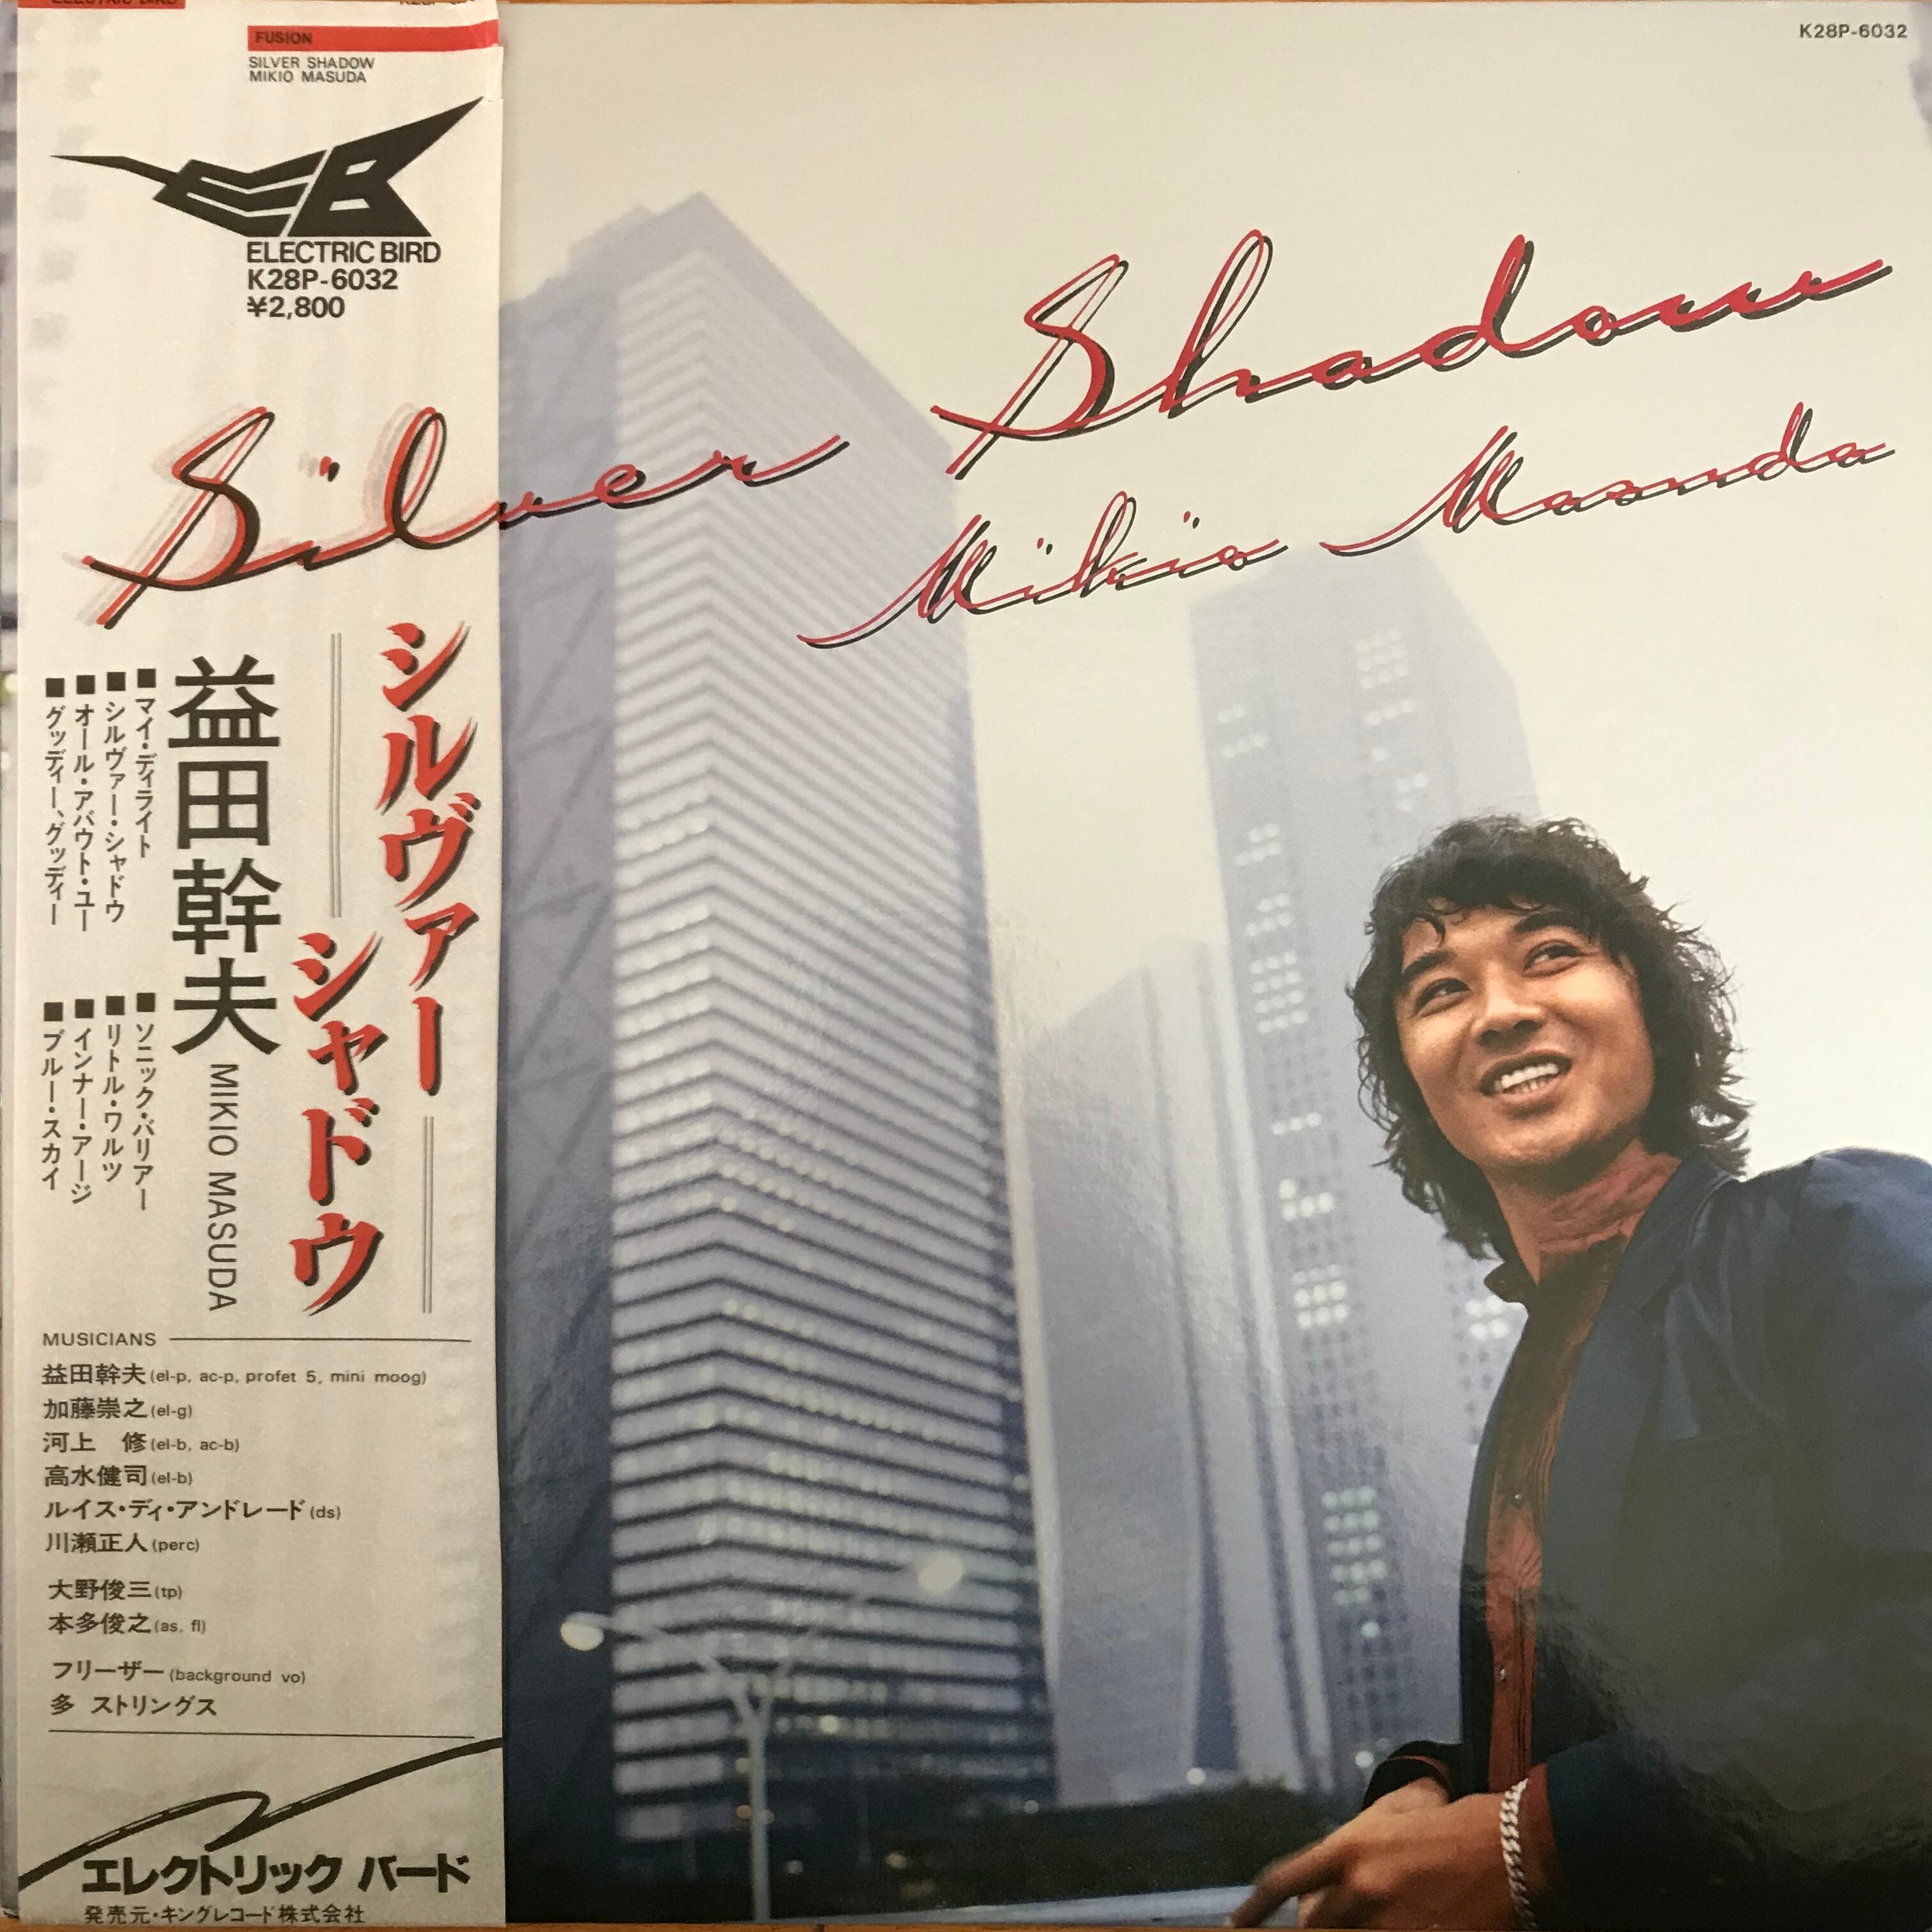 ELECTRIC BIRD
FUSION
SILVER SHADOW
MIKIO MASUDA
EB
ELECTRIC BIRD
K28P-6032
¥2,800
K28P-6032
Silver Shadow
Mikio Masuda
シルヴァー
シャドウ
益田幹夫 MIKIO MASUDA
■マイ・ディライト
■シルヴァー・シャドウ
■オール・アバウト・ユー
■グッディー、グッディー
■ソニック・バリアー
■リトル・ワルツ
■インナー・アージ
■ブルー・スカイ
MUSICIANS
益田幹夫(el-p, ac-p, profet 5, mini moog)
加藤崇之(el-g)
河上 修(el-b, ac-b)
高水健司(el-b)
ルイス・ディ・アンドレード(ds)
川瀬正人(perc)
大野俊三(tp)
本多俊之(as, fl)
フリーザー(background vo)
多 ストリングス
エレクトリック バード
発売元・キングレコード株式会社